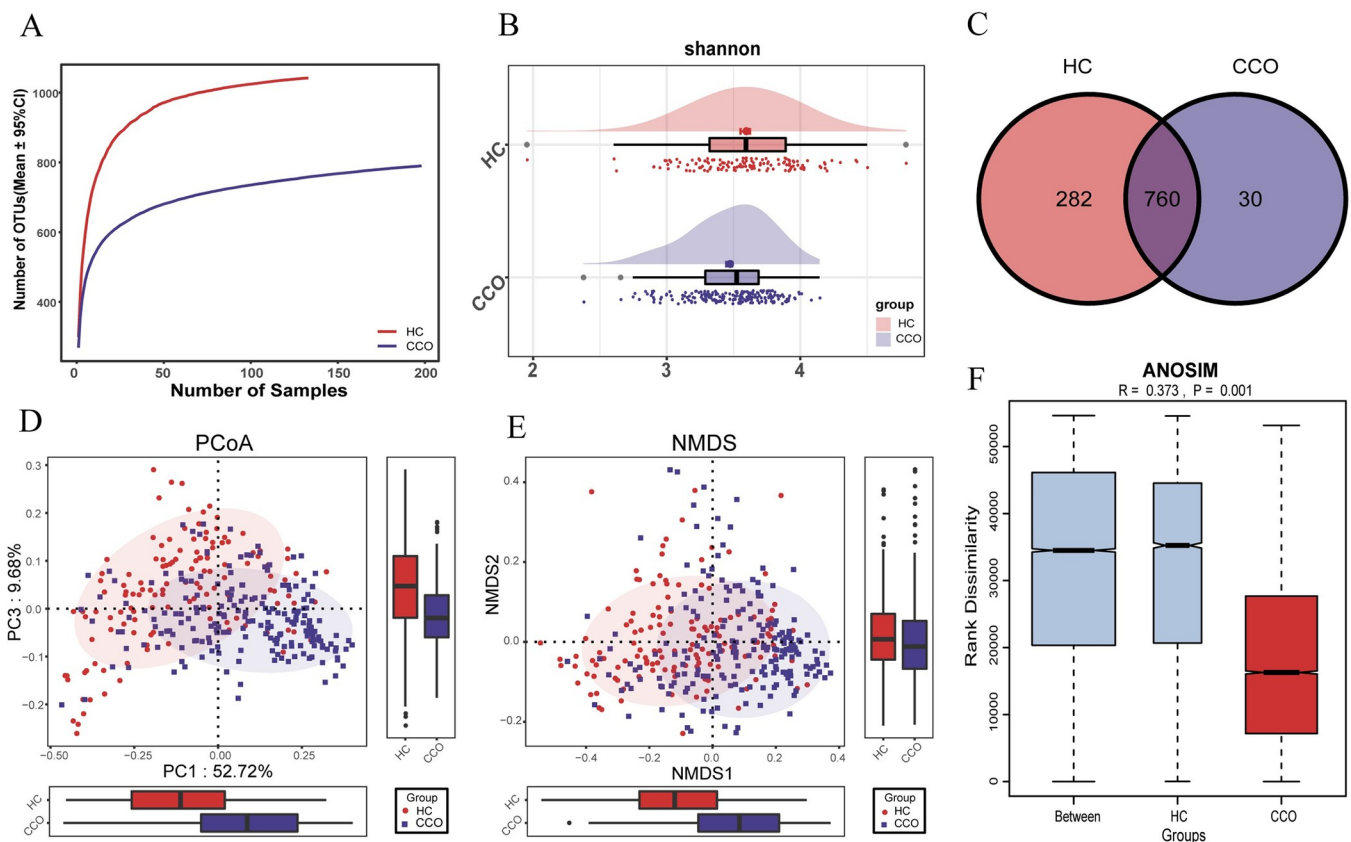 A
Number of OTUs(Mean ± 95%CI)
1000
800
600
400
0 50 100 150 200
Number of Samples
HC
CCO
B
shannon
HC
CCO
2 3 4
group
HC
CCO
C
HC CCO
282 760 30
D
PCoA
PC3 : 9.68%
0.3
0.2
0.1
0.0
−0.1
−0.2
−0.50 −0.25 0.00 0.25
PC1 : 52.72%
HC CCO
HC
CCO
Group
HC
CCO
E
NMDS
NMDS2
0.4
0.2
0.0
−0.2
−0.4 −0.2 0.0 0.2 0.4
NMDS1
HC CCO
HC
CCO
Group
HC
CCO
F
ANOSIM
R = 0.373 , P = 0.001
Rank Dissimilarity
50000
40000
30000
20000
10000
0
Between HC CCO
Groups